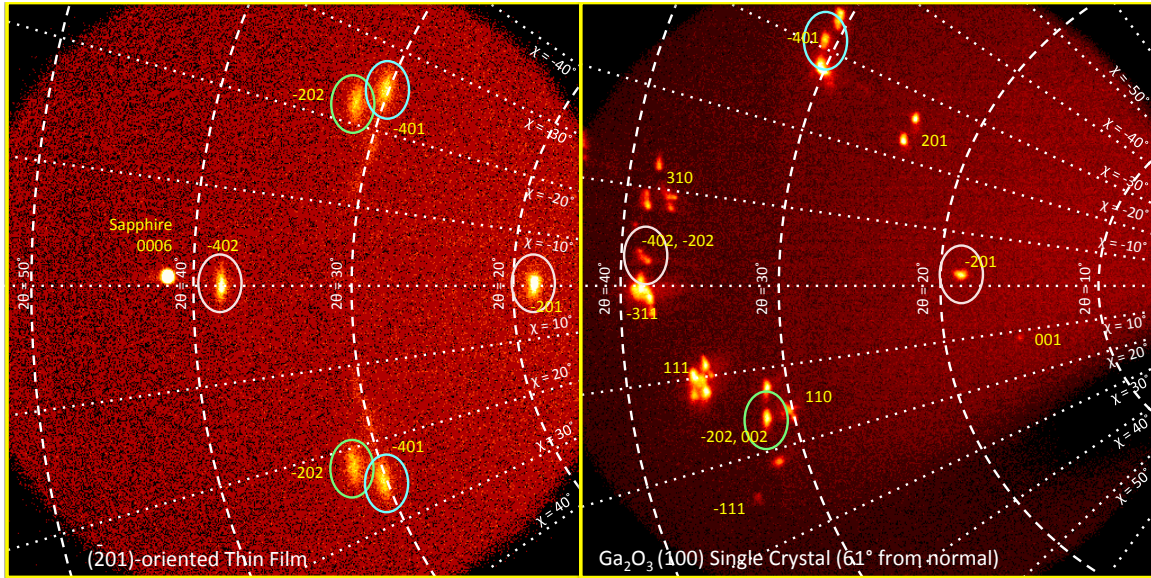 χ = -40˚
-202
-401
χ = -30˚
χ = -20˚
Sapphire
0006
-402
χ = -10˚
2θ = 50˚
2θ = 40˚
2θ = 30˚
2θ = 20˚
-201
χ = 10˚
χ = 20˚
χ = 30˚
-401
-202
χ = 40˚
(2̄01)-oriented Thin Film
-401
χ = -50˚
χ = -40˚
201
χ = -30˚
310
χ = -20˚
χ = -10˚
-402, -202
-201
2θ = 40˚
2θ = 30˚
2θ = 20˚
2θ = 10˚
-311
χ = 10˚
001
χ = 20˚
111
χ = 30˚
110
χ = 40˚
-202, 002
χ = 50˚
-111
Ga₂O₃ (100) Single Crystal (61° from normal)